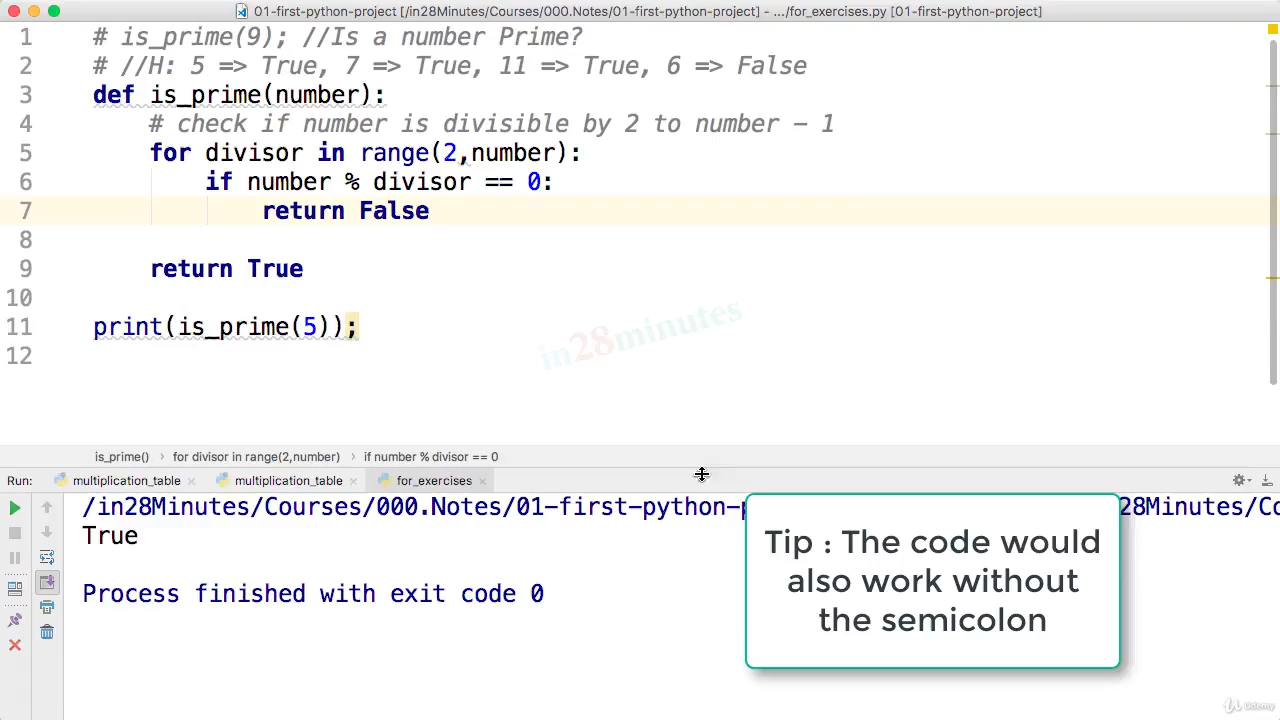 01-first-python-project [/in28Minutes/Courses/000.Notes/01-first-python-project] - .../for_exercises.py [01-first-python-project]
1 # is_prime(9); //Is a number Prime?
2 # //H: 5 => True, 7 => True, 11 => True, 6 => False
3 def is_prime(number):
4 # check if number is divisible by 2 to number - 1
5 for divisor in range(2,number):
6 if number % divisor == 0:
7 return False
8
9 return True
10
11 print(is_prime(5));
12
in28minutes
is_prime() › for divisor in range(2,number) › if number % divisor == 0
Run: multiplication_table × multiplication_table × for_exercises ×
/in28Minutes/Courses/000.Notes/01-first-python-p 28Minutes/Co
True
Process finished with exit code 0
Tip : The code would
also work without
the semicolon
Udemy